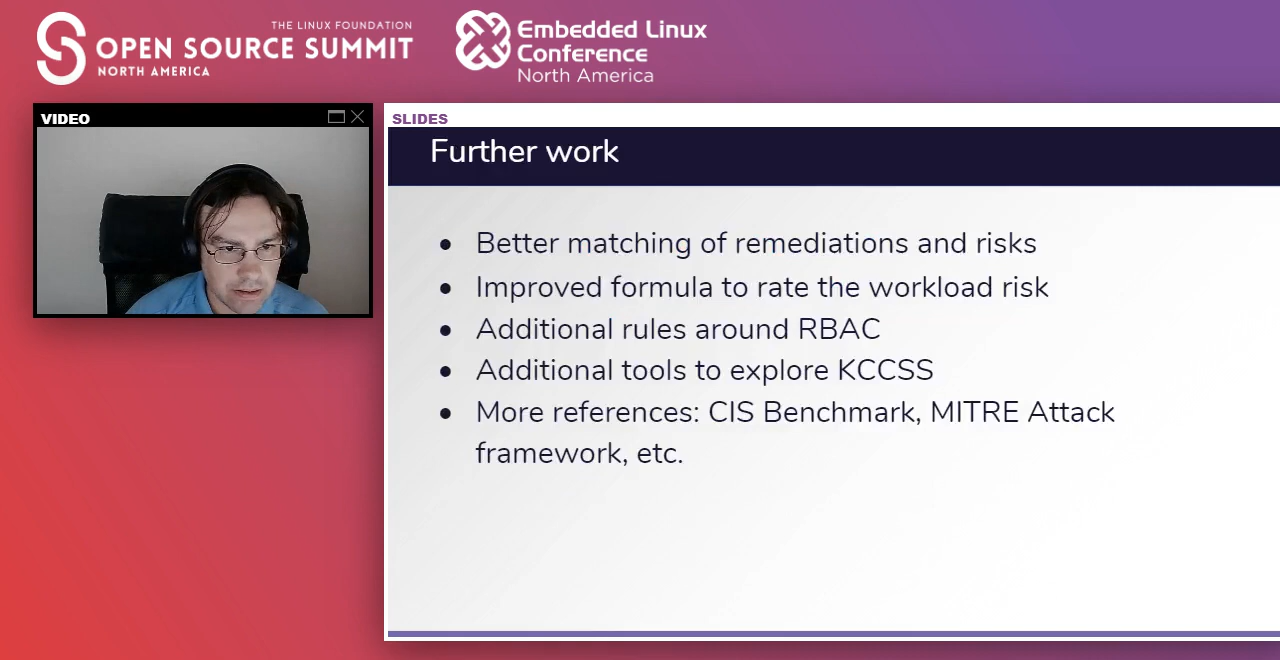 THE LINUX FOUNDATION
OPEN SOURCE SUMMIT
NORTH AMERICA
Embedded Linux
Conference
North America
VIDEO
SLIDES
Further work
• Better matching of remediations and risks
• Improved formula to rate the workload risk
• Additional rules around RBAC
• Additional tools to explore KCCSS
• More references: CIS Benchmark, MITRE Attack
framework, etc.